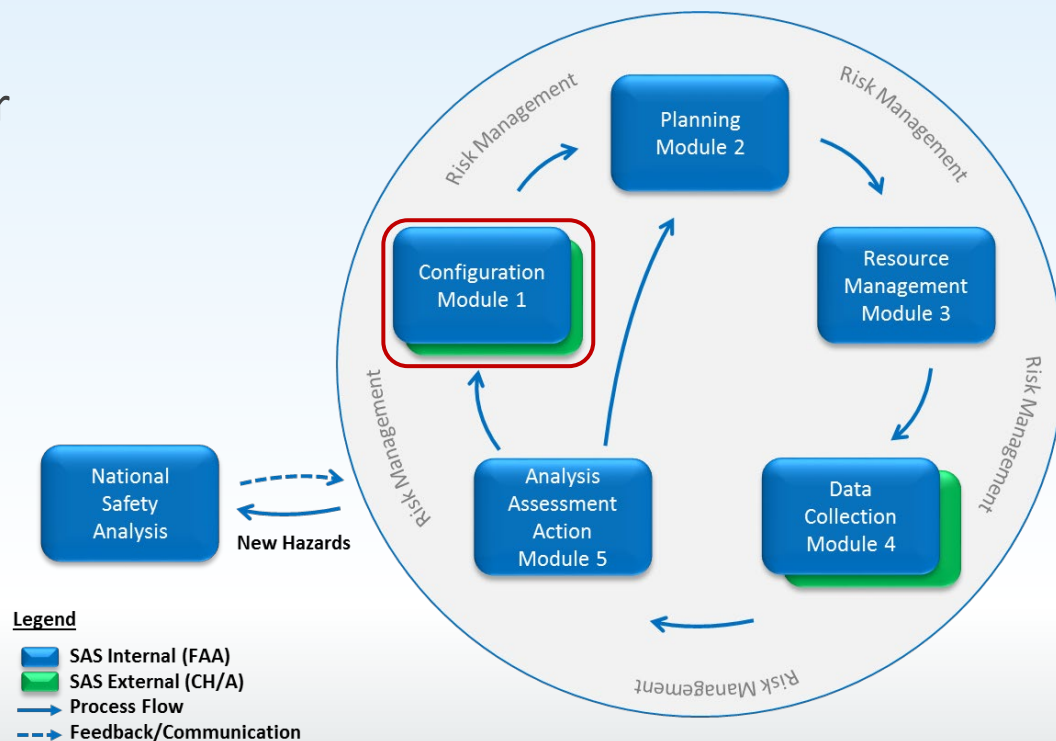 r
Risk Management
Risk Management
Planning
Module 2
Configuration
Module 1
Resource
Management
Module 3
Risk Management
Risk Management
National
Safety
Analysis
New Hazards
Analysis
Assessment
Action
Module 5
Data
Collection
Module 4
Risk Management
Legend
SAS Internal (FAA)
SAS External (CH/A)
Process Flow
Feedback/Communication